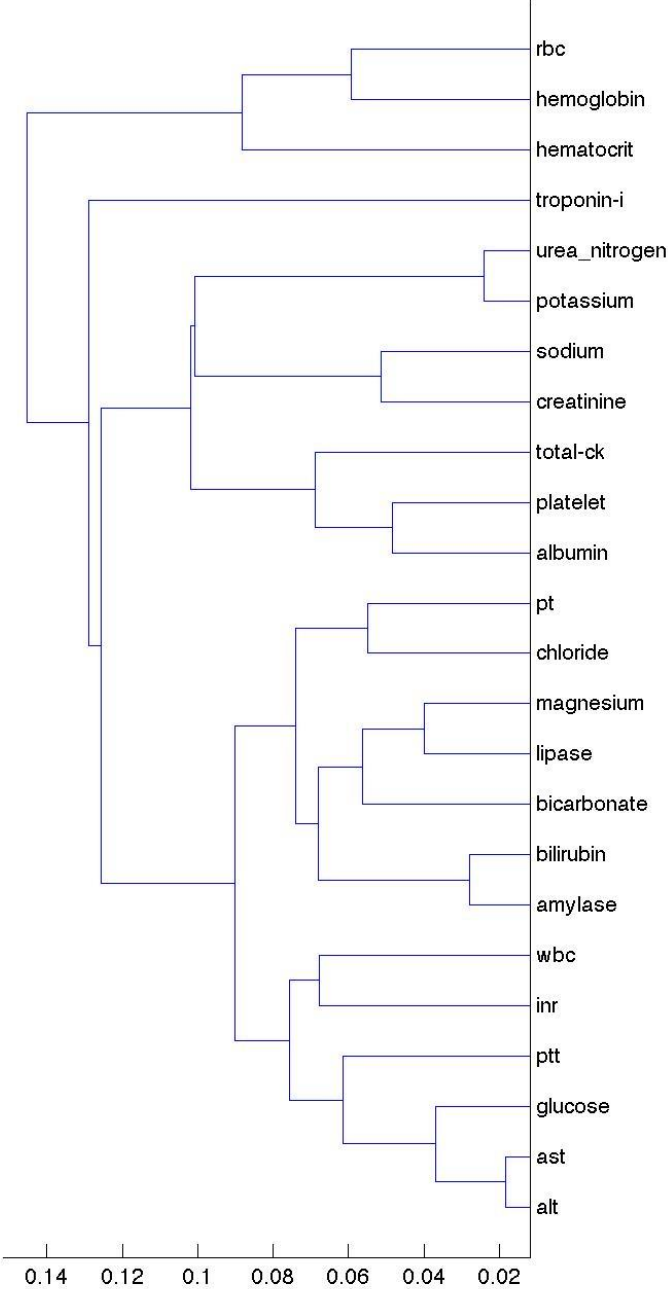 rbc
hemoglobin
hematocrit
troponin-i
urea_nitrogen
potassium
sodium
creatinine
total-ck
platelet
albumin
pt
chloride
magnesium
lipase
bicarbonate
bilirubin
amylase
wbc
inr
ptt
glucose
ast
alt
0.14 0.12 0.1 0.08 0.06 0.04 0.02